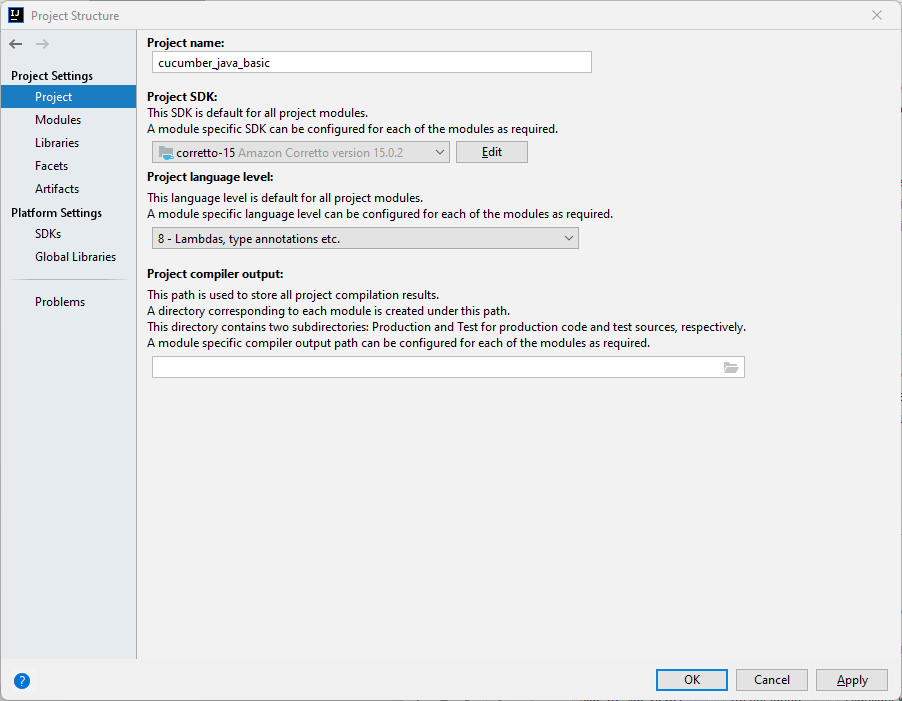 Project Structure
Project Settings
Project
Modules
Libraries
Facets
Artifacts
Platform Settings
SDKs
Global Libraries
Problems
Project name:
cucumber_java_basic
Project SDK:
This SDK is default for all project modules.
A module specific SDK can be configured for each of the modules as required.
corretto-15 Amazon Corretto version 15.0.2
Edit
Project language level:
This language level is default for all project modules.
A module specific language level can be configured for each of the modules as required.
8 - Lambdas, type annotations etc.
Project compiler output:
This path is used to store all project compilation results.
A directory corresponding to each module is created under this path.
This directory contains two subdirectories: Production and Test for production code and test sources, respectively.
A module specific compiler output path can be configured for each of the modules as required.
?
OK
Cancel
Apply